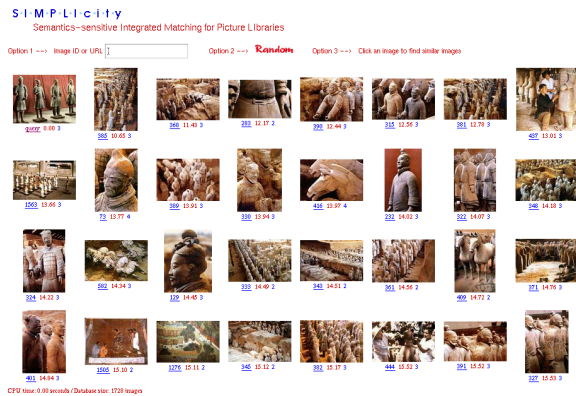 S·I·M·P·L·I·c·i·t·y
Semantics-sensitive Integrated Matching for Picture LIbraries
Option 1 --> Image ID or URL Option 2 --> Random Option 3 --> Click an image to find similar images
query 0.00 3 385 10.65 3 268 11.43 3 283 12.17 2 390 12.44 3 315 12.56 3 381 12.78 3 437 13.01 3
1563 13.66 3 73 13.77 4 389 13.91 3 330 13.94 3 416 13.97 4 232 14.02 3 322 14.07 3 348 14.18 3
324 14.22 3 582 14.34 3 129 14.45 3 333 14.49 2 343 14.51 2 361 14.56 2 409 14.72 2 371 14.76 3
401 14.84 3 1505 15.10 2 1276 15.11 2 345 15.12 2 382 15.17 3 444 15.52 3 391 15.52 3 327 15.53 3
CPU time: 0.00 seconds / Database size: 1728 images